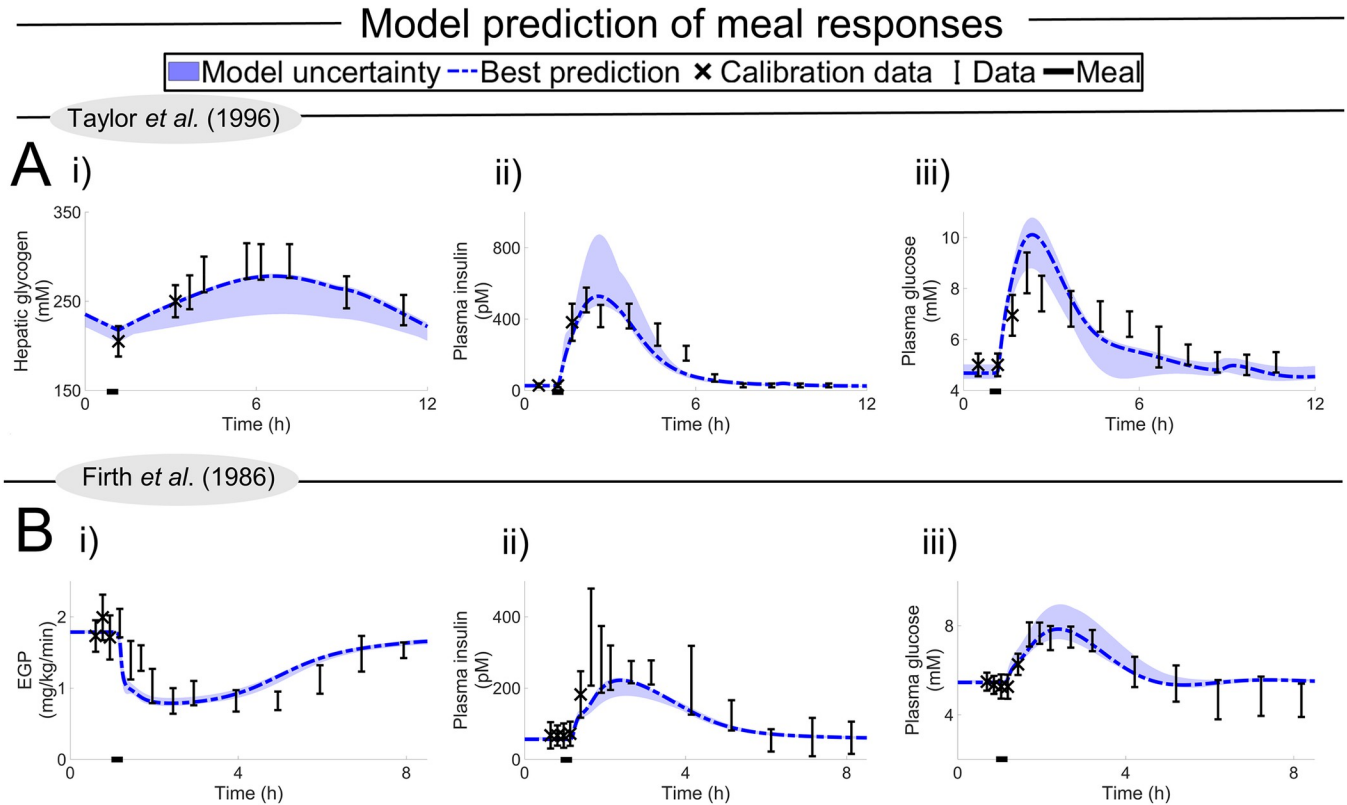 Model prediction of meal responses
Model uncertainty Best prediction Calibration data Data Meal
Taylor et al. (1996)
A
i)
Hepatic glycogen
(mM)
350
250
150
0 6 12
Time (h)
ii)
Plasma insulin
(pM)
800
400
0
0 6 12
Time (h)
iii)
Plasma glucose
(mM)
10
8
6
4
0 6 12
Time (h)
Firth et al. (1986)
B
i)
EGP
(mg/kg/min)
2
1
0
0 4 8
Time (h)
ii)
Plasma insulin
(pM)
400
200
0
0 4 8
Time (h)
iii)
Plasma glucose
(mM)
8
4
0 4 8
Time (h)